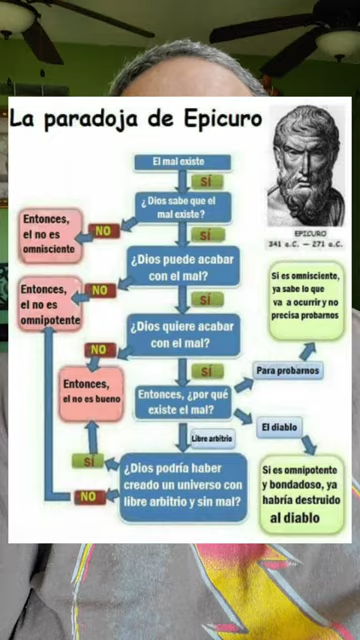 La paradoja de Epicuro
El mal existe
SÍ
¿Dios sabe que el
mal existe?
NO
Entonces,
el no es
omnisciente
SÍ
¿Dios puede acabar
con el mal?
NO
Entonces,
el no es
omnipotente
SÍ
¿Dios quiere acabar
con el mal?
NO
Entonces,
el no es bueno
SÍ
Entonces, ¿por qué
existe el mal?
Para probarnos
Si es omnisciente,
ya sabe lo que
va a ocurrir y no
precisa probarnos
El diablo
Si es omnipotente
y bondadoso, ya
habría destruido
al diablo
Libre arbitrio
¿Dios podría haber
creado un universo con
libre arbitrio y sin mal?
SÍ
NO
EPICURO
341 a.C. – 271 a.C.